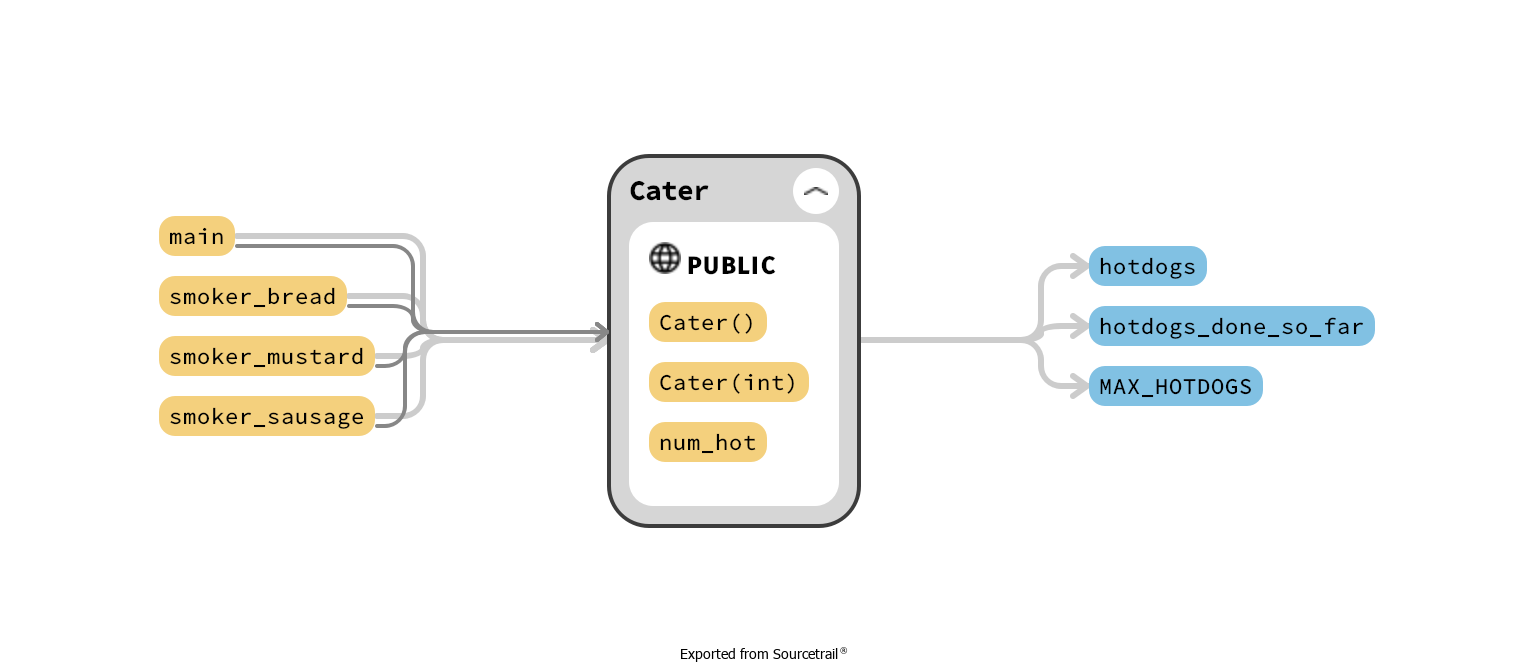 main
smoker_bread
smoker_mustard
smoker_sausage
Cater
PUBLIC
Cater()
Cater(int)
num_hot
hotdogs
hotdogs_done_so_far
MAX_HOTDOGS
Exported from Sourcetrail®